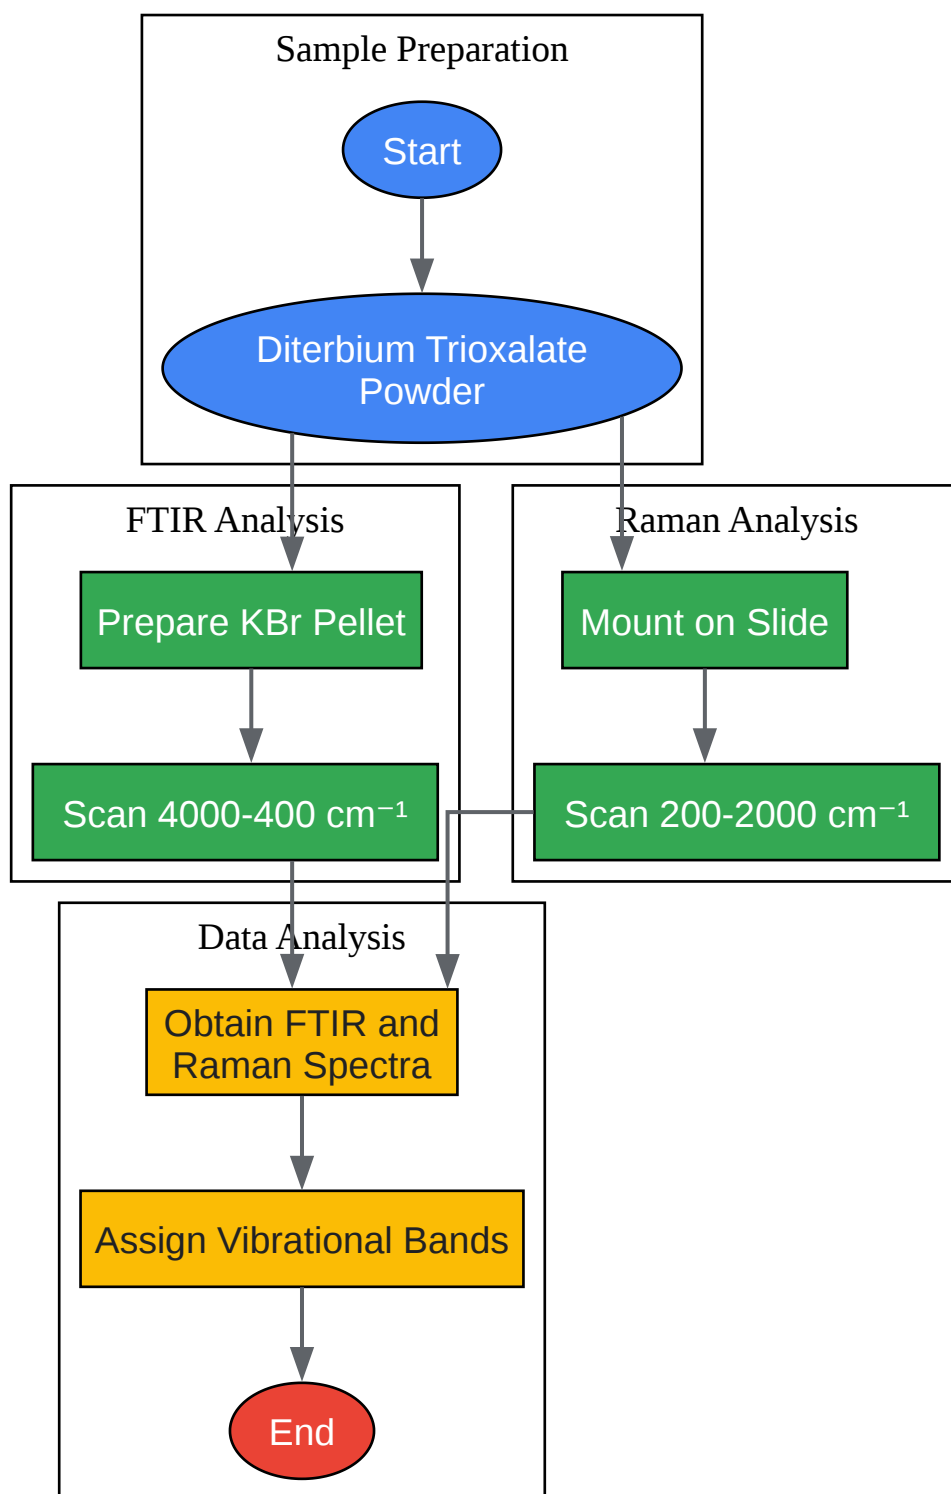 Sample Preparation
Start
Diterbium Trioxalate
Powder
FTIR Analysis
Prepare KBr Pellet
Scan 4000-400 cm⁻¹
Raman Analysis
Mount on Slide
Scan 200-2000 cm⁻¹
Data Analysis
Obtain FTIR and
Raman Spectra
Assign Vibrational Bands
End